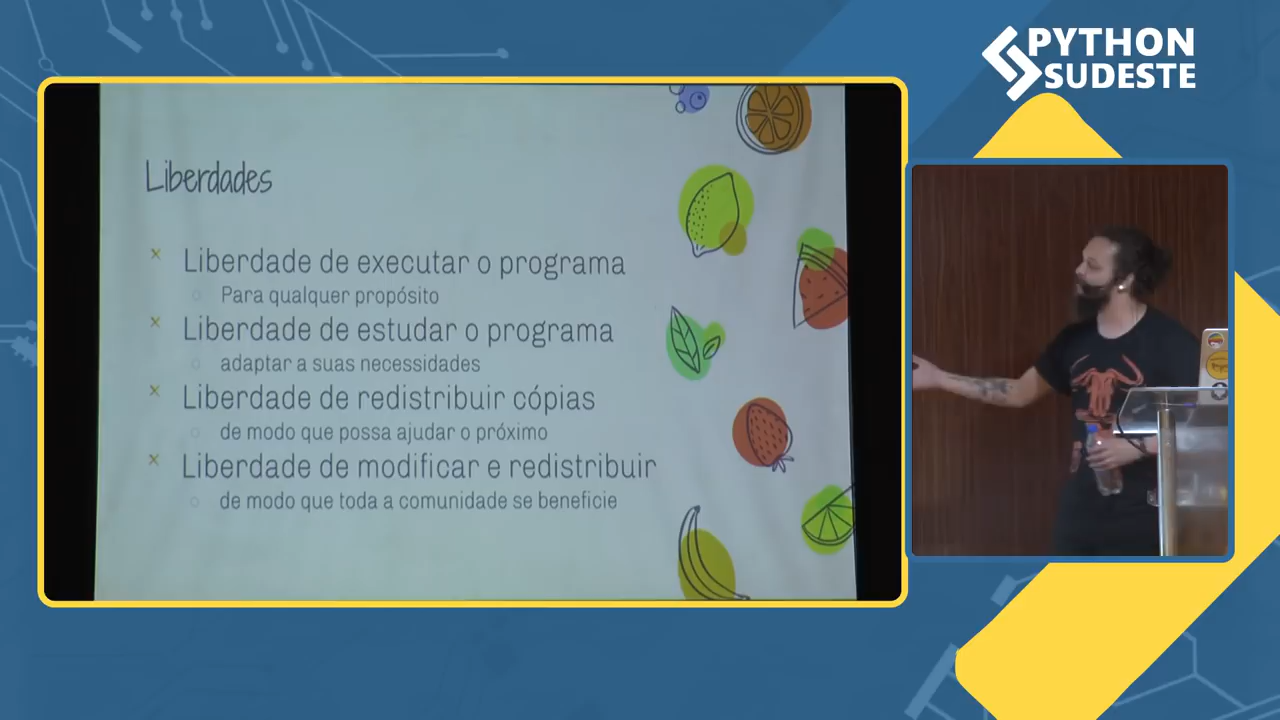 PYTHON
SUDESTE
Liberdades
Liberdade de executar o programa
Para qualquer propósito
Liberdade de estudar o programa
adaptar a suas necessidades
Liberdade de redistribuir cópias
de modo que possa ajudar o próximo
Liberdade de modificar e redistribuir
de modo que toda a comunidade se beneficie